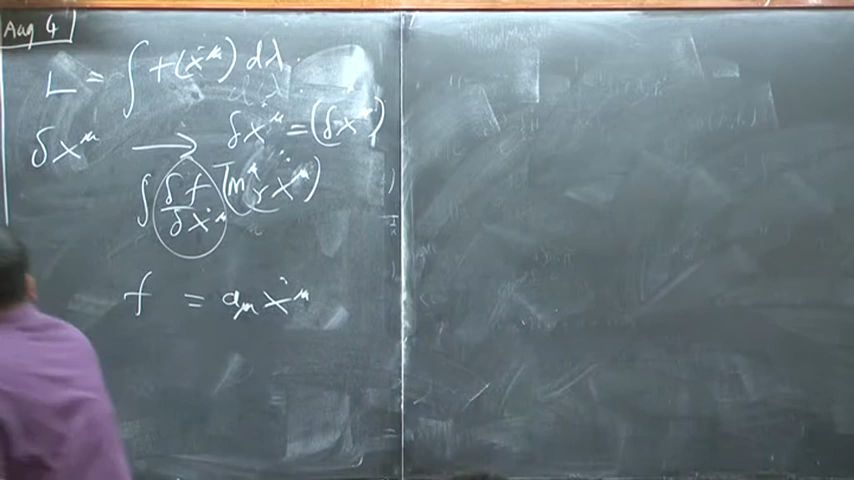 Aug 4
L = ∫ f(ẋ^μ) dλ.
δx^μ → δẋ^μ = (δx^μ)
∫ δf/δẋ^μ (m^μ_ν ẋ^μ)
f = a_μ ẋ^μ